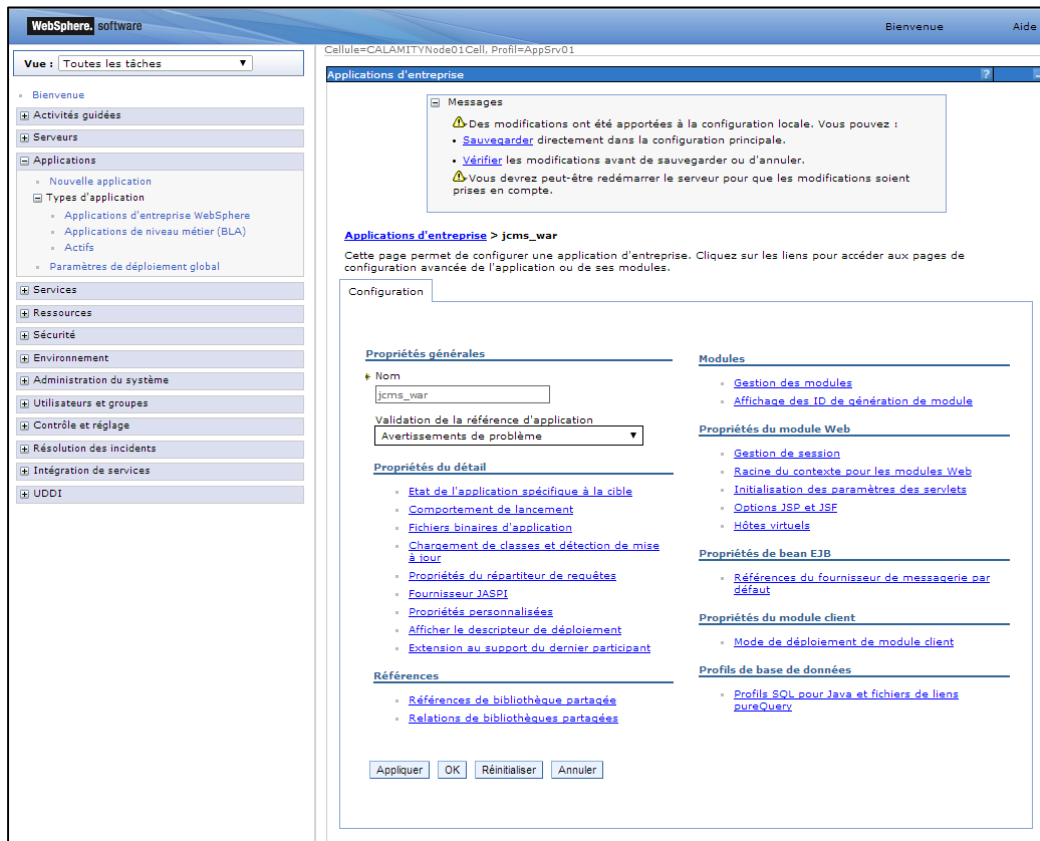 WebSphere. software
Bienvenue
Aide
Cellule=CALAMITYNode01Cell, Profil=AppSrv01
Vue : Toutes les tâches
Bienvenue
Activités guidées
Serveurs
Applications
Nouvelle application
Types d'application
Applications d'entreprise WebSphere
Applications de niveau métier (BLA)
Actifs
Paramètres de déploiement global
Services
Ressources
Sécurité
Environnement
Administration du système
Utilisateurs et groupes
Contrôle et réglage
Résolution des incidents
Intégration de services
UDDI
Applications d'entreprise
?
Messages
Des modifications ont été apportées à la configuration locale. Vous pouvez :
Sauvegarder directement dans la configuration principale.
Vérifier les modifications avant de sauvegarder ou d'annuler.
Vous devrez peut-être redémarrer le serveur pour que les modifications soient
prises en compte.
Applications d'entreprise > jcms_war
Cette page permet de configurer une application d'entreprise. Cliquez sur les liens pour accéder aux pages de
configuration avancée de l'application ou de ses modules.
Configuration
Propriétés générales
Nom
jcms_war
Validation de la référence d'application
Avertissements de problème
Propriétés du détail
Etat de l'application spécifique à la cible
Comportement de lancement
Fichiers binaires d'application
Chargement de classes et détection de mise
à jour
Propriétés du répartiteur de requêtes
Fournisseur JASPI
Propriétés personnalisées
Afficher le descripteur de déploiement
Extension au support du dernier participant
Références
Références de bibliothèque partagée
Relations de bibliothèques partagées
Modules
Gestion des modules
Affichage des ID de génération de module
Propriétés du module Web
Gestion de session
Racine du contexte pour les modules Web
Initialisation des paramètres des servlets
Options JSP et JSF
Hôtes virtuels
Propriétés de bean EJB
Références du fournisseur de messagerie par
défaut
Propriétés du module client
Mode de déploiement de module client
Profils de base de données
Profils SQL pour Java et fichiers de liens
pureQuery
Appliquer OK Réinitialiser Annuler